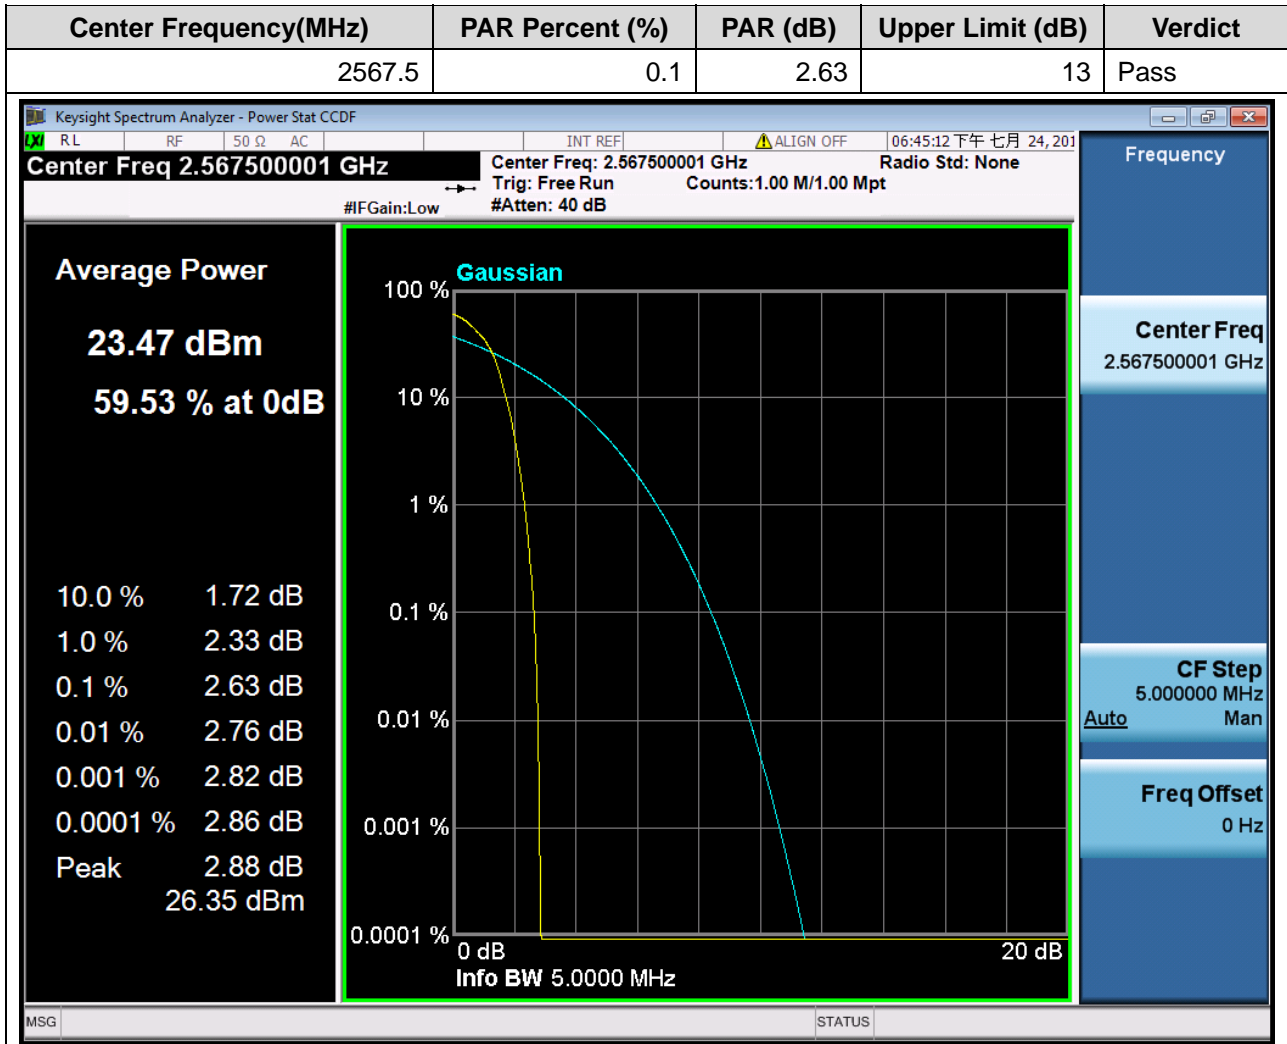 Center Frequency(MHz) PAR Percent (%) PAR (dB) Upper Limit (dB) Verdict
2567.5 0.1 2.63 13 Pass
Keysight Spectrum Analyzer - Power Stat CCDF
LXI RL RF 50 Ω AC INT REF ALIGN OFF 06:45:12 下午 七月 24, 201
Center Freq 2.567500001 GHz
#IFGain:Low
Center Freq: 2.567500001 GHz Radio Std: None
Trig: Free Run Counts:1.00 M/1.00 Mpt
#Atten: 40 dB
Average Power
23.47 dBm
59.53 % at 0dB
10.0 % 1.72 dB
1.0 % 2.33 dB
0.1 % 2.63 dB
0.01 % 2.76 dB
0.001 % 2.82 dB
0.0001 % 2.86 dB
Peak 2.88 dB
26.35 dBm
Gaussian
100 %
10 %
1 %
0.1 %
0.01 %
0.001 %
0.0001 %
0 dB 20 dB
Info BW 5.0000 MHz
Frequency
Center Freq
2.567500001 GHz
CF Step
5.000000 MHz
Auto Man
Freq Offset
0 Hz
MSG STATUS